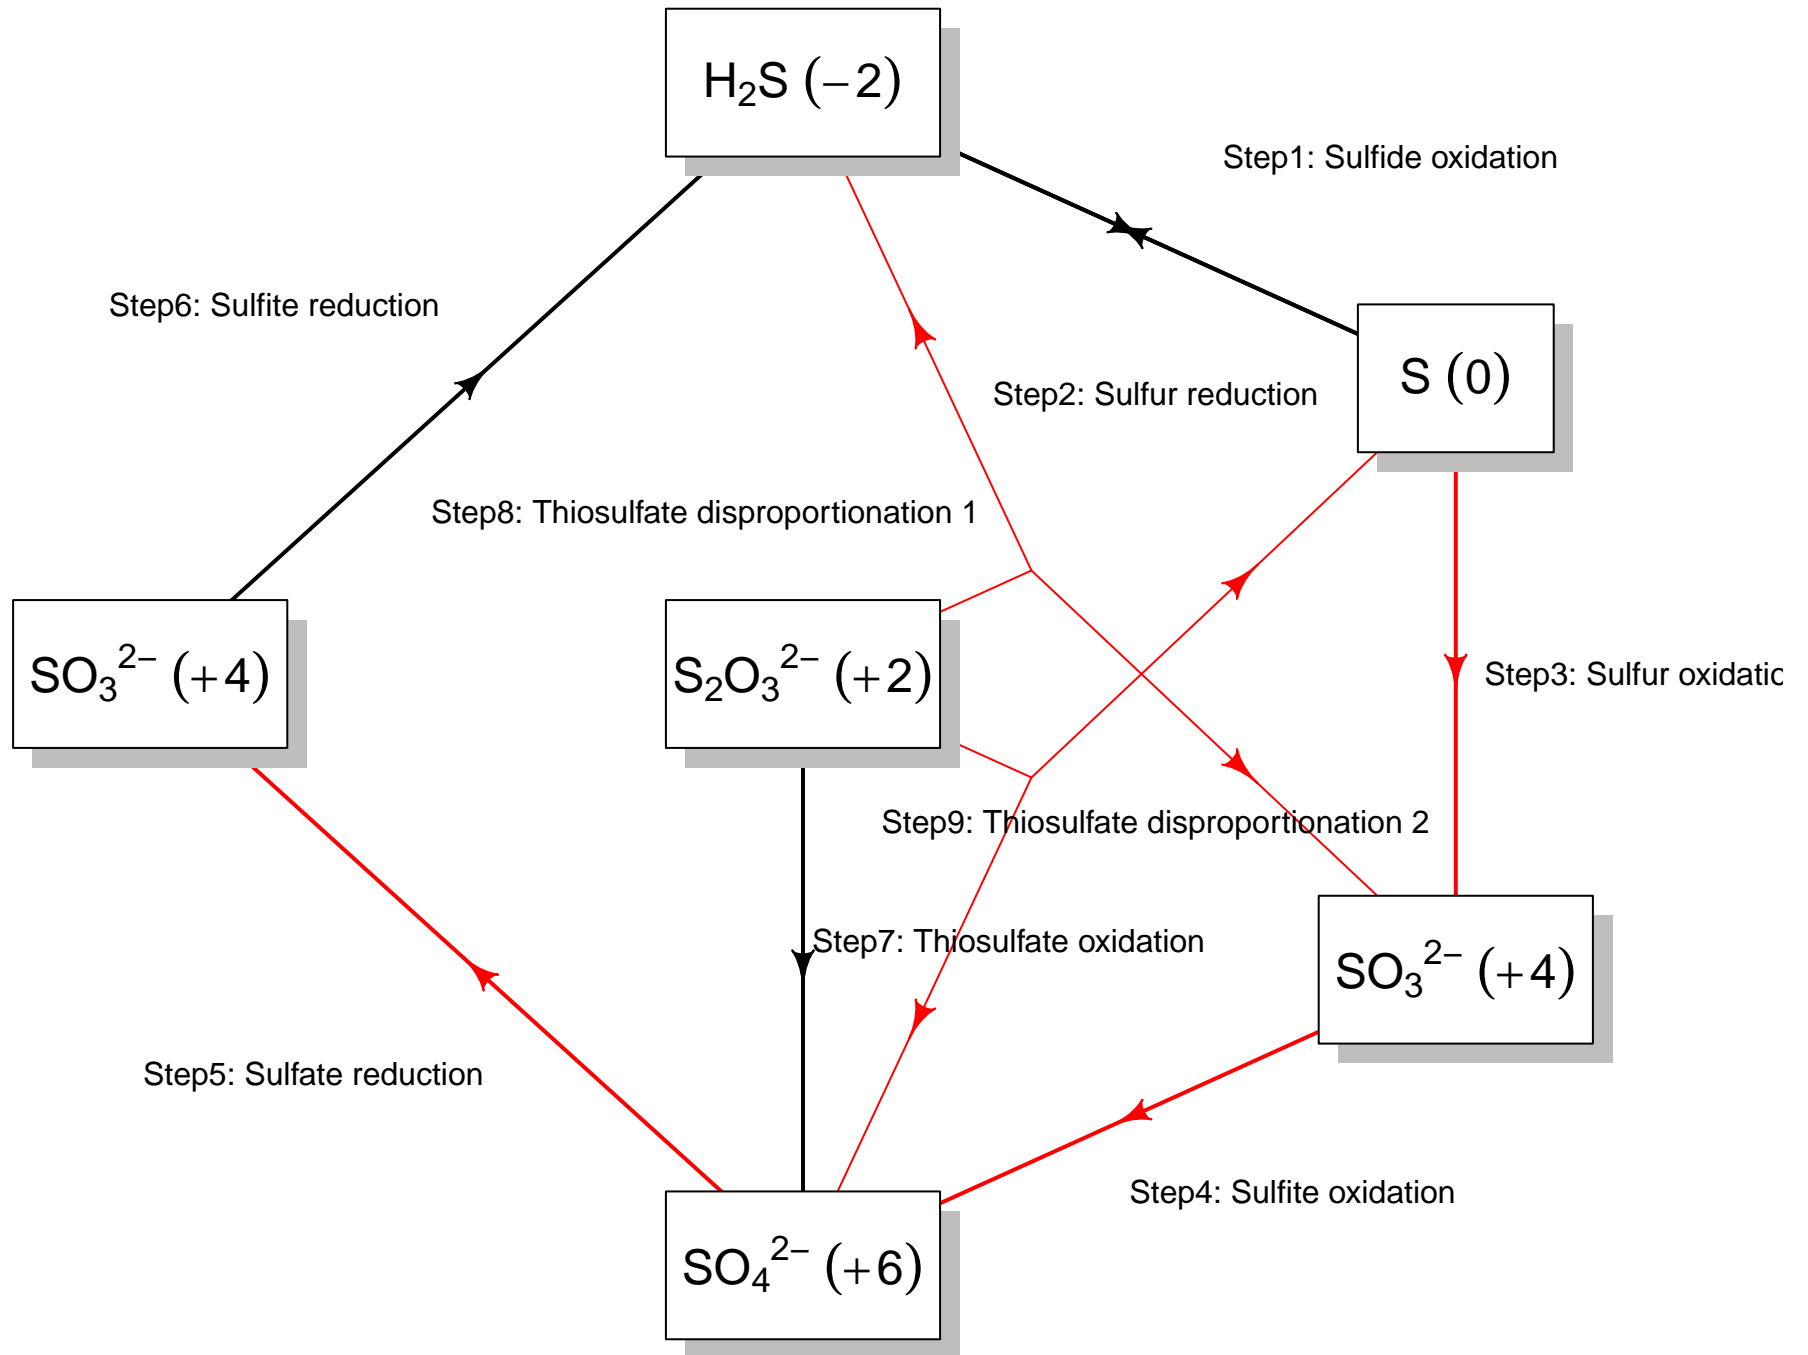 H₂S (−2)
Step1: Sulfide oxidation
Step6: Sulfite reduction
S (0)
Step2: Sulfur reduction
Step8: Thiosulfate disproportionation 1
SO₃²⁻ (+4)
S₂O₃²⁻ (+2)
Step3: Sulfur oxidatic
Step9: Thiosulfate disproportionation 2
Step7: Thiosulfate oxidation
SO₃²⁻ (+4)
Step5: Sulfate reduction
Step4: Sulfite oxidation
SO₄²⁻ (+6)